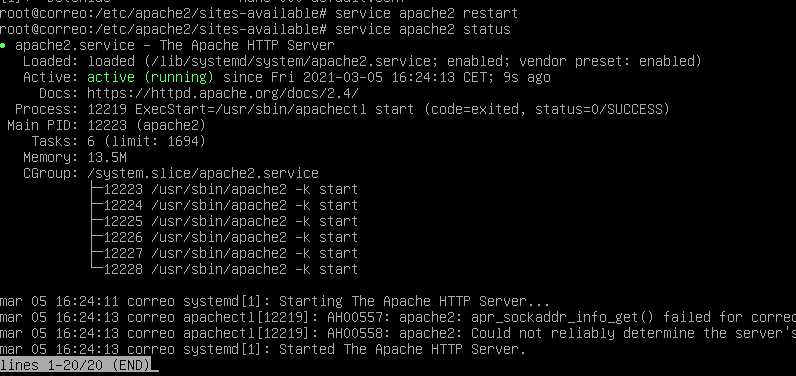 root@correo:/etc/apache2/sites-available# service apache2 restart
root@correo:/etc/apache2/sites-available# service apache2 status
● apache2.service - The Apache HTTP Server
Loaded: loaded (/lib/systemd/system/apache2.service; enabled; vendor preset: enabled)
Active: active (running) since Fri 2021-03-05 16:24:13 CET; 9s ago
Docs: https://httpd.apache.org/docs/2.4/
Process: 12219 ExecStart=/usr/sbin/apachectl start (code=exited, status=0/SUCCESS)
Main PID: 12223 (apache2)
Tasks: 6 (limit: 1694)
Memory: 13.5M
CGroup: /system.slice/apache2.service
├─12223 /usr/sbin/apache2 -k start
├─12224 /usr/sbin/apache2 -k start
├─12225 /usr/sbin/apache2 -k start
├─12226 /usr/sbin/apache2 -k start
├─12227 /usr/sbin/apache2 -k start
└─12228 /usr/sbin/apache2 -k start
mar 05 16:24:11 correo systemd[1]: Starting The Apache HTTP Server...
mar 05 16:24:13 correo apachectl[12219]: AH00557: apache2: apr_sockaddr_info_get() failed for correo
mar 05 16:24:13 correo apachectl[12219]: AH00558: apache2: Could not reliably determine the server's
mar 05 16:24:13 correo systemd[1]: Started The Apache HTTP Server.
lines 1-20/20 (END)